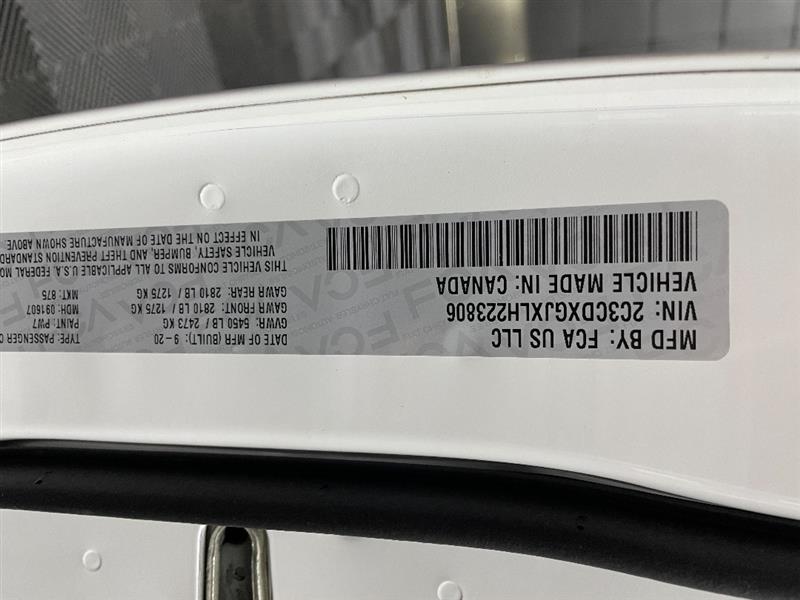 MFD BY: FCA US LLC
VIN: 2C3CDXGJXLH223806
VEHICLE MADE IN: CANADA
DATE OF MFR (BUILT): 9-20
GVWR: 5450 LB / 2473 KG
GAWR FRONT: 2810 LB / 1275 KG
GAWR REAR: 2810 LB / 1275 KG
TYPE: PASSENGER C
PAINT: PW7
MDH: 091607
MKT: 875
THIS VEHICLE CONFORMS TO ALL APPLICABLE U.S.A. FEDERAL MO
VEHICLE SAFETY, BUMPER, AND THEFT PREVENTION STANDARD
IN EFFECT ON THE DATE OF MANUFACTURE SHOWN ABOVE